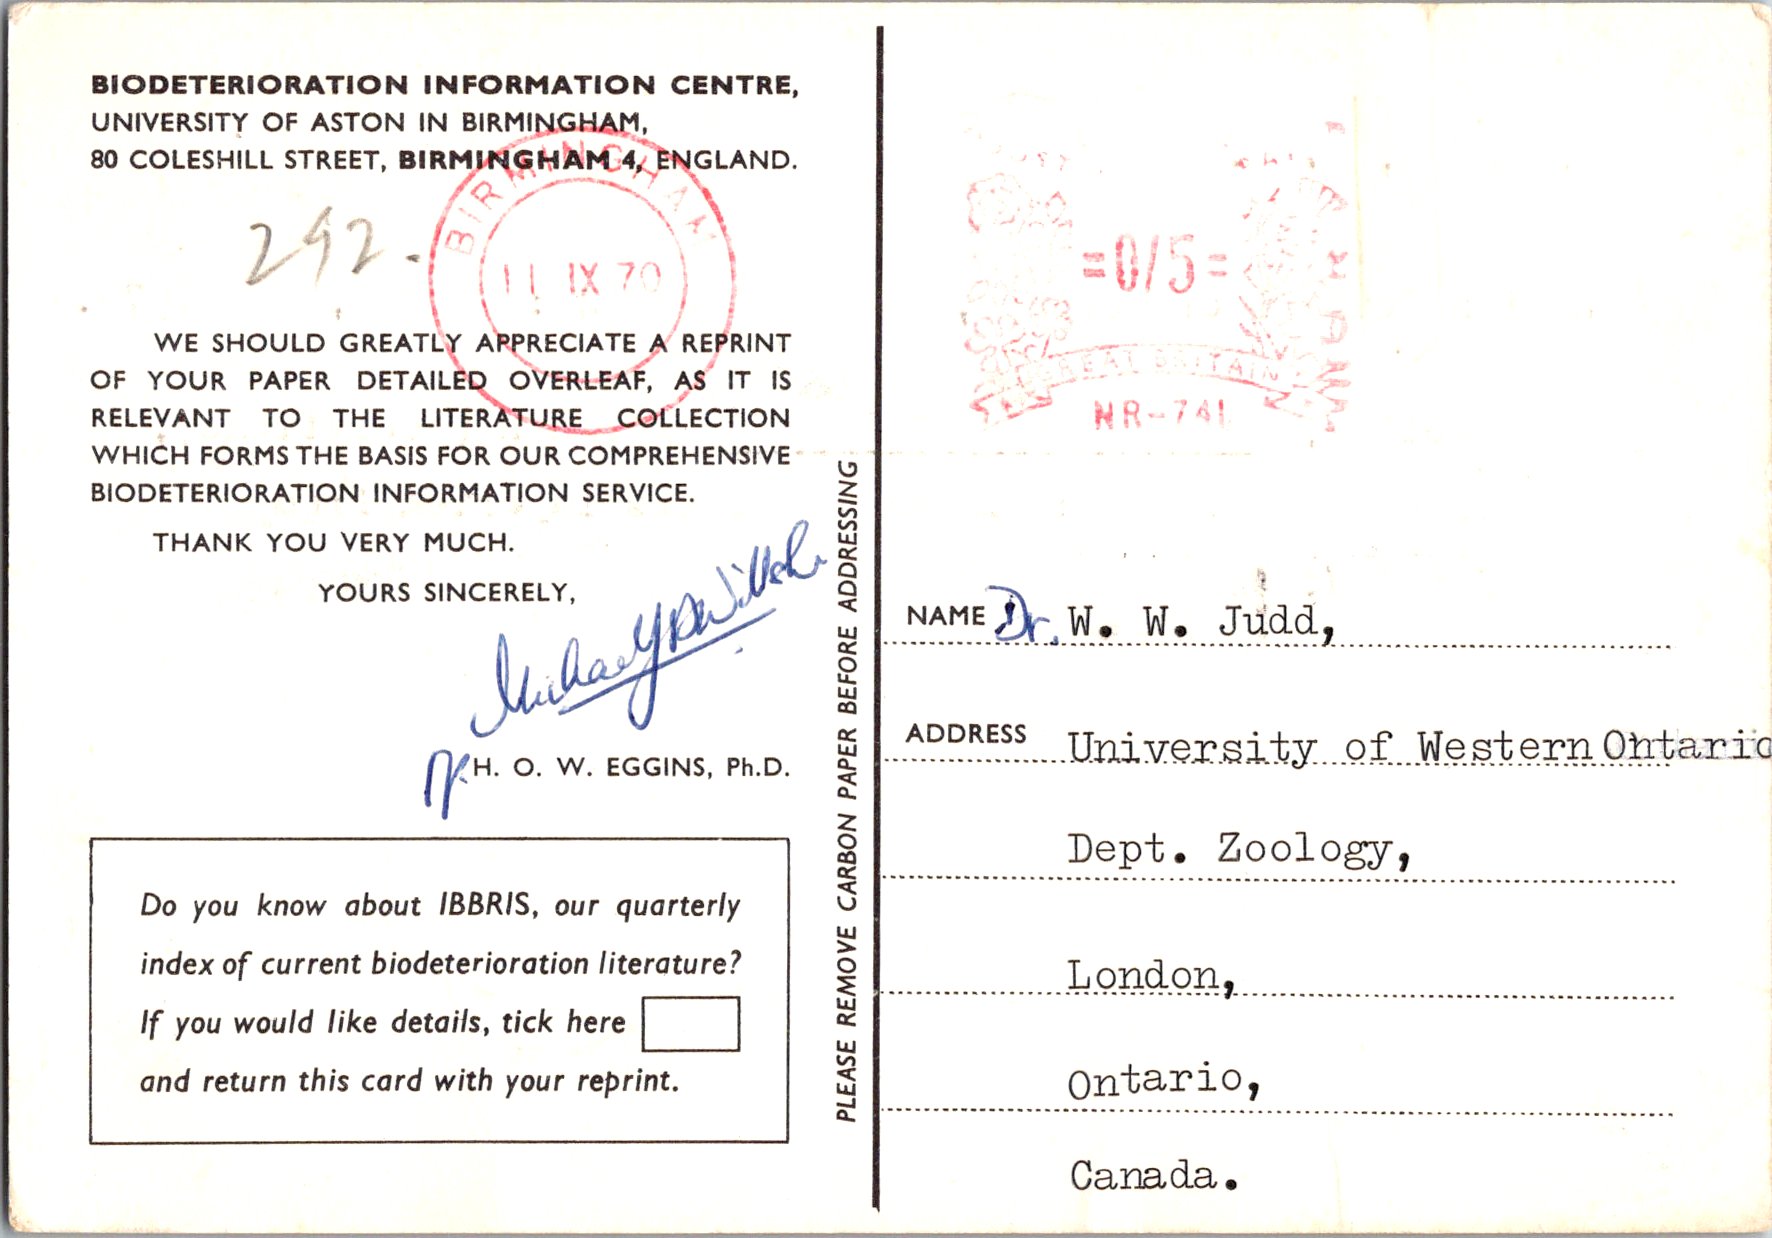 BIODETERIORATION INFORMATION CENTRE,
UNIVERSITY OF ASTON IN BIRMINGHAM,
80 COLESHILL STREET, BIRMINGHAM 4, ENGLAND.
292.
BIRMINGHAM
11 IX 70
WE SHOULD GREATLY APPRECIATE A REPRINT
OF YOUR PAPER DETAILED OVERLEAF, AS IT IS
RELEVANT TO THE LITERATURE COLLECTION
WHICH FORMS THE BASIS FOR OUR COMPREHENSIVE
BIODETERIORATION INFORMATION SERVICE.
THANK YOU VERY MUCH.
YOURS SINCERELY,
H. O. W. EGGINS, Ph.D.
Do you know about IBBRIS, our quarterly
index of current biodeterioration literature?
If you would like details, tick here
and return this card with your reprint.
PLEASE REMOVE CARBON PAPER BEFORE ADDRESSING
=0/5=
GREAT BRITAIN
NR-741
NAME Dr. W. W. Judd,
ADDRESS University of Western Ontario
Dept. Zoology,
London,
Ontario,
Canada.